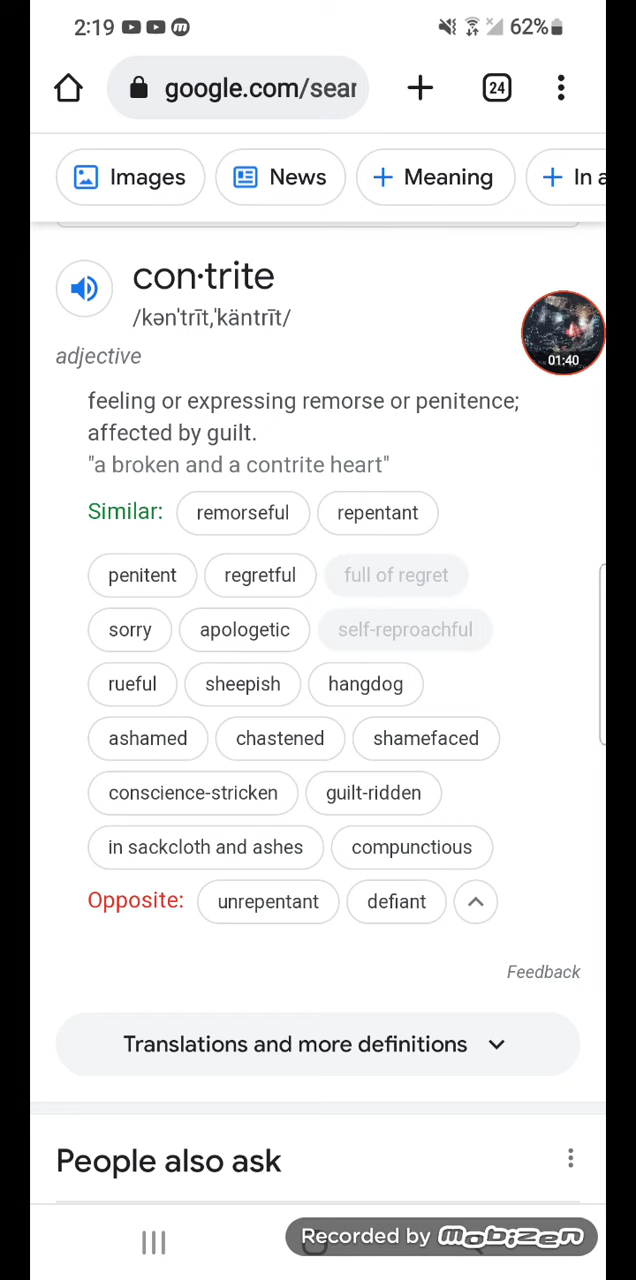 2:19 62%
google.com/sear 24
Images News + Meaning + In a
con·trite
/kən'trīt,'käntrīt/
01:40
adjective
feeling or expressing remorse or penitence;
affected by guilt.
"a broken and a contrite heart"
Similar: remorseful repentant
penitent regretful full of regret
sorry apologetic self-reproachful
rueful sheepish hangdog
ashamed chastened shamefaced
conscience-stricken guilt-ridden
in sackcloth and ashes compunctious
Opposite: unrepentant defiant
Feedback
Translations and more definitions
People also ask
Recorded by mobizen